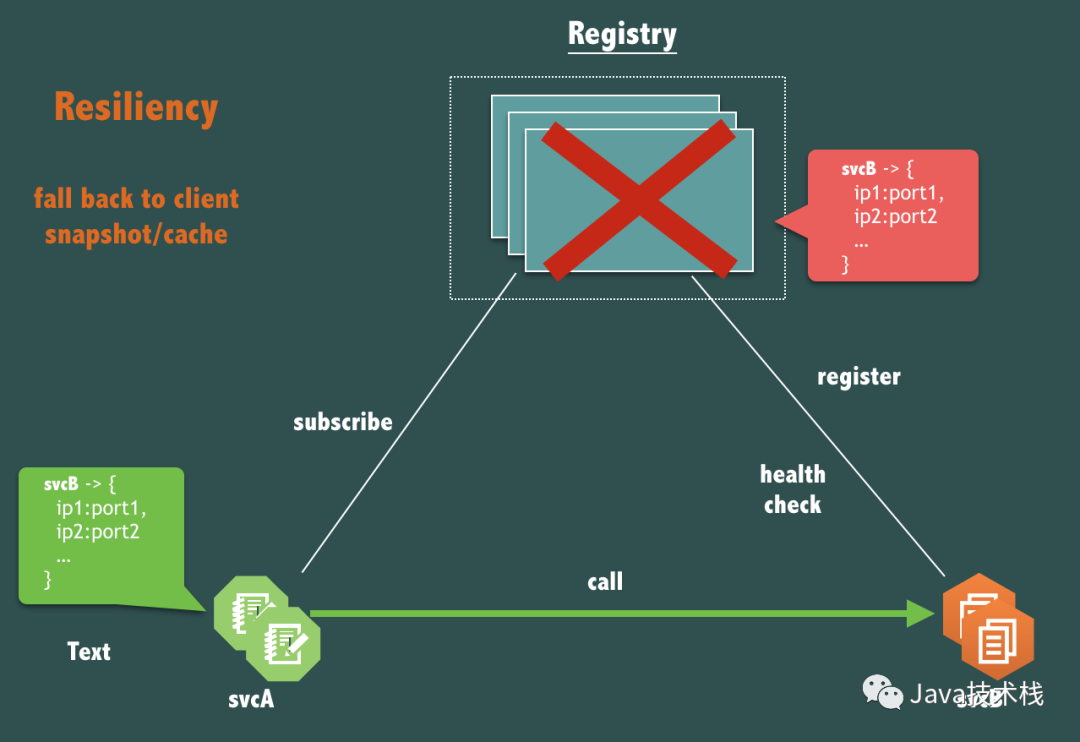 Registry
Resiliency
fall back to client
snapshot/cache
svcB -> {
ip1:port1,
ip2:port2
...
}
register
subscribe
health
check
svcB -> {
ip1:port1,
ip2:port2
...
}
call
Text
svcA
Java技术栈